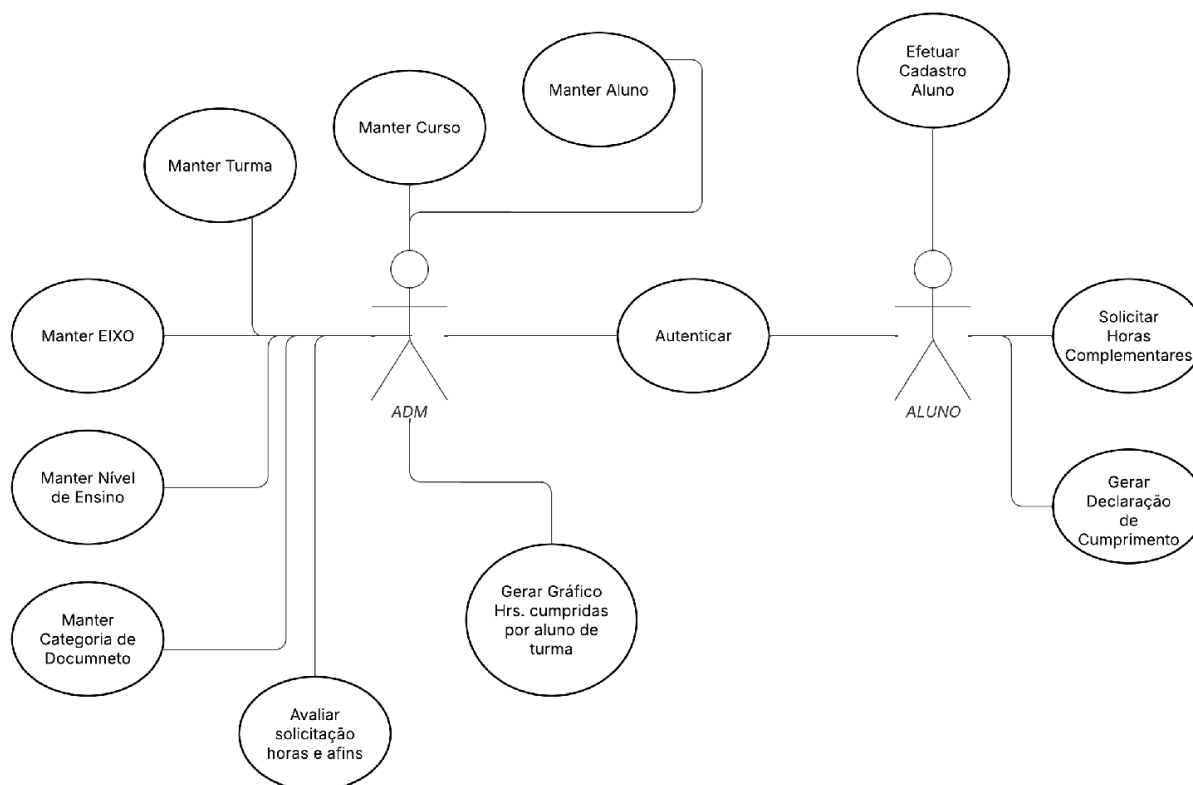 Efetuar
Cadastro
Aluno
Manter Aluno
Manter Curso
Manter Turma
Manter EIXO
Autenticar
Solicitar
Horas
Complementares
ADM
ALUNO
Manter Nível
de Ensino
Gerar
Declaração
de
Cumprimento
Gerar Gráfico
Hrs. cumpridas
por aluno de
turma
Manter
Categoria de
Documneto
Avaliar
solicitação
horas e afins